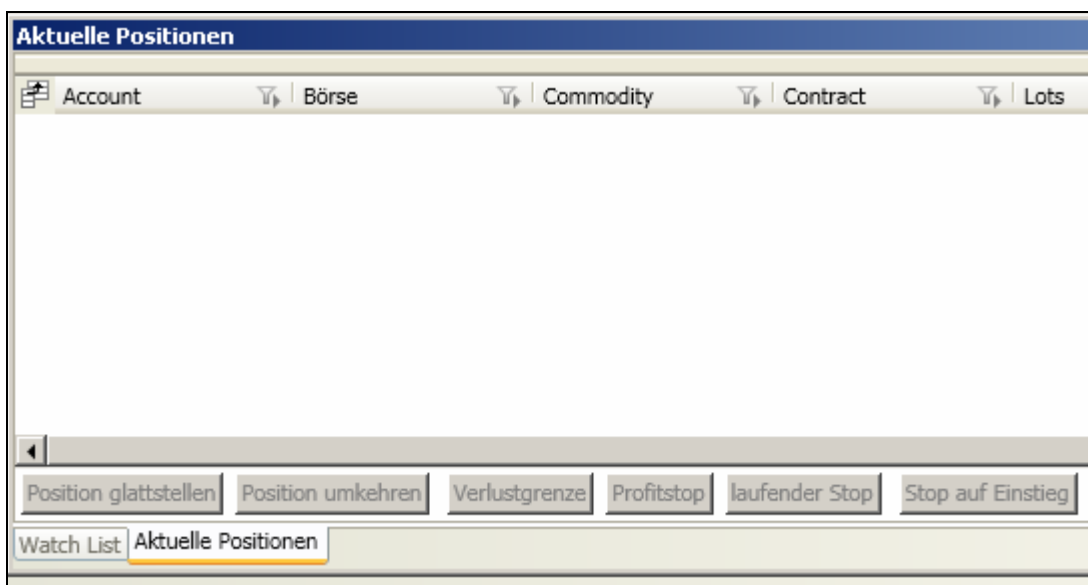 Aktuelle Positionen
Account Börse Commodity Contract Lots
Position glattstellen Position umkehren Verlustgrenze Profitstop laufender Stop Stop auf Einstieg
Watch List Aktuelle Positionen